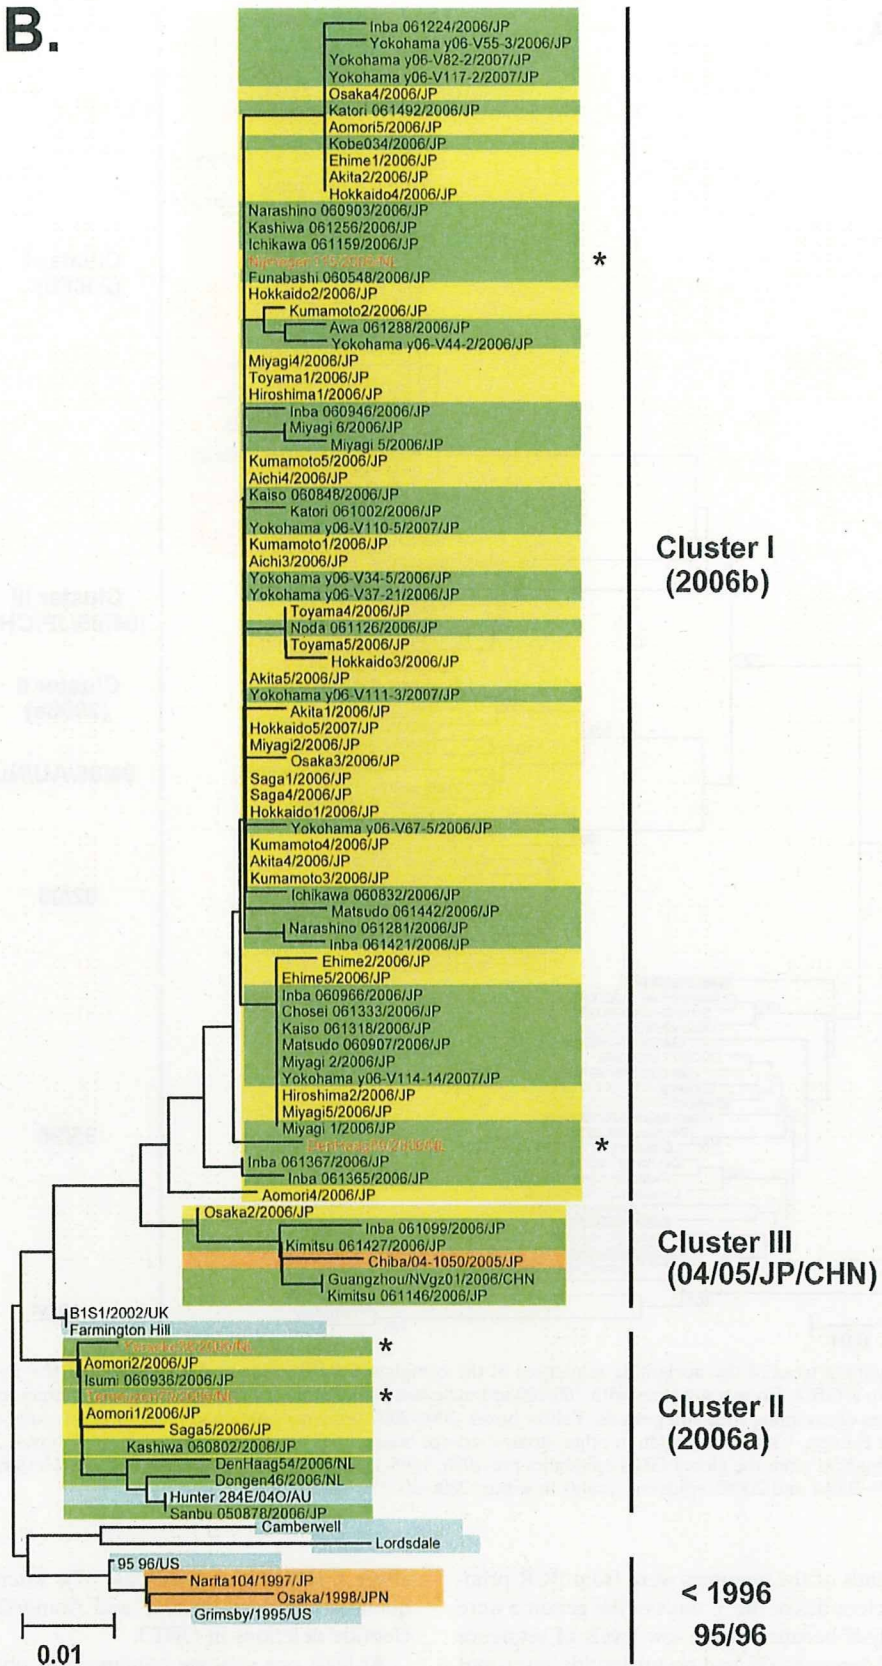 B.
Inba 061224/2006/JP
Yokohama y06-V55-3/2006/JP
Yokohama y06-V82-2/2007/JP
Yokohama y06-V117-2/2007/JP
Osaka4/2006/JP
Katori 061492/2006/JP
Aomori5/2006/JP
Kobe034/2006/JP
Ehime1/2006/JP
Akita2/2006/JP
Hokkaido4/2006/JP
Narashino 060903/2006/JP
Kashiwa 061256/2006/JP
Ichikawa 061159/2006/JP
*
Funabashi 060548/2006/JP
Hokkaido2/2006/JP
Kumamoto2/2006/JP
Awa 061288/2006/JP
Yokohama y06-V44-2/2006/JP
Miyagi4/2006/JP
Toyama1/2006/JP
Hiroshima1/2006/JP
Inba 060946/2006/JP
Miyagi 6/2006/JP
Miyagi 5/2006/JP
Kumamoto5/2006/JP
Aichi4/2006/JP
Kaiso 060848/2006/JP
Katori 061002/2006/JP
Yokohama y06-V110-5/2007/JP
Kumamoto1/2006/JP
Aichi3/2006/JP
Yokohama y06-V34-5/2006/JP
Yokohama y06-V37-21/2006/JP
Toyama4/2006/JP
Noda 061126/2006/JP
Toyama5/2006/JP
Hokkaido3/2006/JP
Akita5/2006/JP
Yokohama y06-V111-3/2007/JP
Akita1/2006/JP
Hokkaido5/2007/JP
Miyagi2/2006/JP
Osaka3/2006/JP
Saga1/2006/JP
Saga4/2006/JP
Hokkaido1/2006/JP
Yokohama y06-V67-5/2006/JP
Kumamoto4/2006/JP
Akita4/2006/JP
Kumamoto3/2006/JP
Ichikawa 060832/2006/JP
Matsudo 061442/2006/JP
Narashino 061281/2006/JP
Inba 061421/2006/JP
Ehime2/2006/JP
Ehime5/2006/JP
Inba 060966/2006/JP
Chosei 061333/2006/JP
Kaiso 061318/2006/JP
Matsudo 060907/2006/JP
Miyagi 2/2006/JP
Yokohama y06-V114-14/2007/JP
Hiroshima2/2006/JP
Miyagi5/2006/JP
Miyagi 1/2006/JP
*
Inba 061367/2006/JP
Inba 061365/2006/JP
Aomori4/2006/JP
Cluster I
(2006b)
Osaka2/2006/JP
Inba 061099/2006/JP
Kimitsu 061427/2006/JP
Chiba/04-1050/2005/JP
Guangzhou/NVgz01/2006/CHN
Kimitsu 061146/2006/JP
Cluster III
(04/05/JP/CHN)
B1S1/2002/UK
Farmington Hill
*
Aomori2/2006/JP
Isumi 060936/2006/JP
*
Aomori1/2006/JP
Saga5/2006/JP
Kashiwa 060802/2006/JP
DenHaag54/2006/NL
Dongen46/2006/NL
Hunter 284E/04O/AU
Sanbu 050878/2006/JP
Cluster II
(2006a)
Camberwell
Lordsdale
95 96/US
Narita104/1997/JP
Osaka/1998/JPN
Grimsby/1995/US
< 1996
95/96
0.01